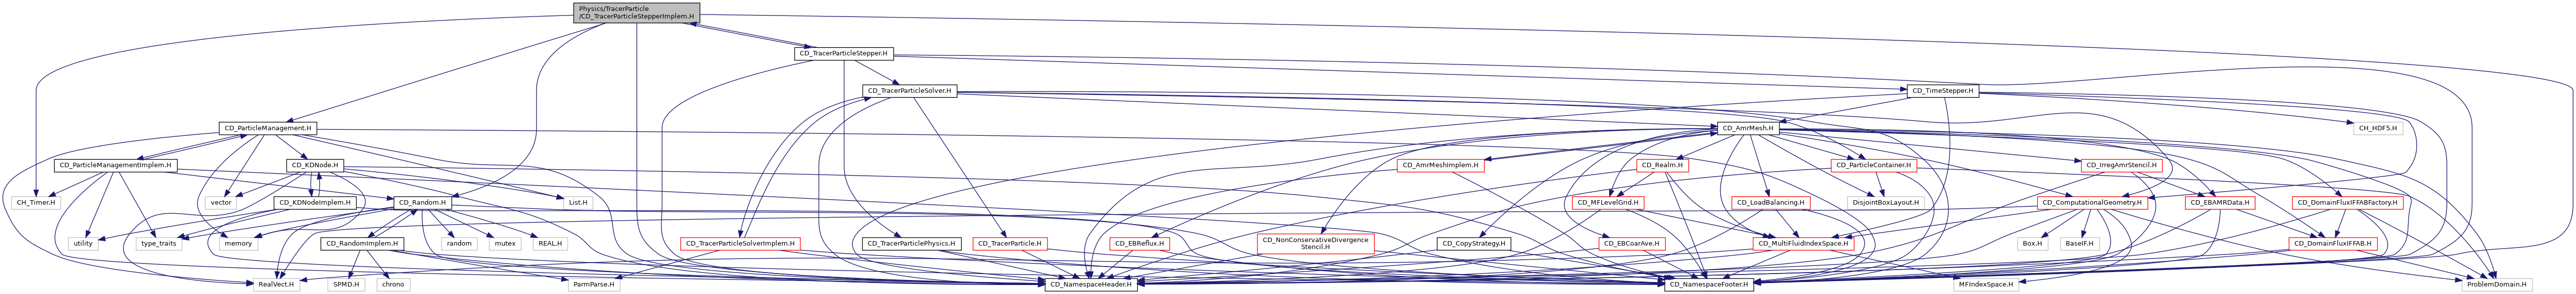 Physics/TracerParticle
/CD_TracerParticleStepperImplem.H
CD_TracerParticleStepper.H
CD_TracerParticleSolver.H
CD_TimeStepper.H
CD_ParticleManagement.H
CD_AmrMesh.H
CH_HDF5.H
CD_ParticleManagementImplem.H
CD_KDNode.H
CD_AmrMeshImplem.H
CD_Realm.H
CD_ParticleContainer.H
CD_IrregAmrStencil.H
CH_Timer.H
vector
CD_KDNodeImplem.H
CD_Random.H
List.H
CD_MFLevelGrid.H
CD_LoadBalancing.H
DisjointBoxLayout.H
CD_ComputationalGeometry.H
CD_EBAMRData.H
CD_DomainFluxIFFABFactory.H
utility
type_traits
memory
CD_RandomImplem.H
random
mutex
REAL.H
CD_TracerParticleSolverImplem.H
CD_TracerParticlePhysics.H
CD_TracerParticle.H
CD_EBReflux.H
CD_NonConservativeDivergence
Stencil.H
CD_CopyStrategy.H
CD_EBCoarAve.H
CD_MultiFluidIndexSpace.H
Box.H
BaseIF.H
CD_DomainFluxIFFAB.H
RealVect.H
SPMD.H
chrono
ParmParse.H
CD_NamespaceHeader.H
CD_NamespaceFooter.H
MFIndexSpace.H
ProblemDomain.H